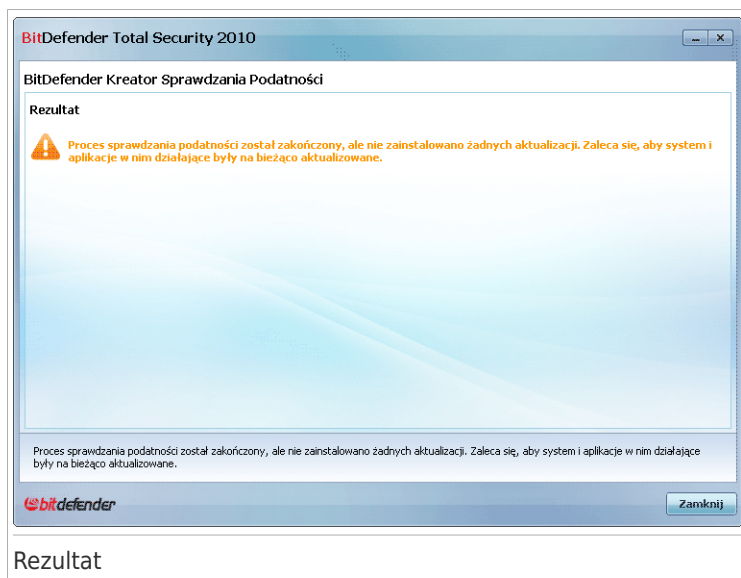 BitDefender Total Security 2010
BitDefender Kreator Sprawdzania Podatności
Rezultat
Proces sprawdzania podatności został zakończony, ale nie zainstalowano żadnych aktualizacji. Zaleca się, aby system i
aplikacje w nim działające były na bieżąco aktualizowane.
Proces sprawdzania podatności został zakończony, ale nie zainstalowano żadnych aktualizacji. Zaleca się, aby system i aplikacje w nim działające
były na bieżąco aktualizowane.
bitdefender
Zamknij
Rezultat